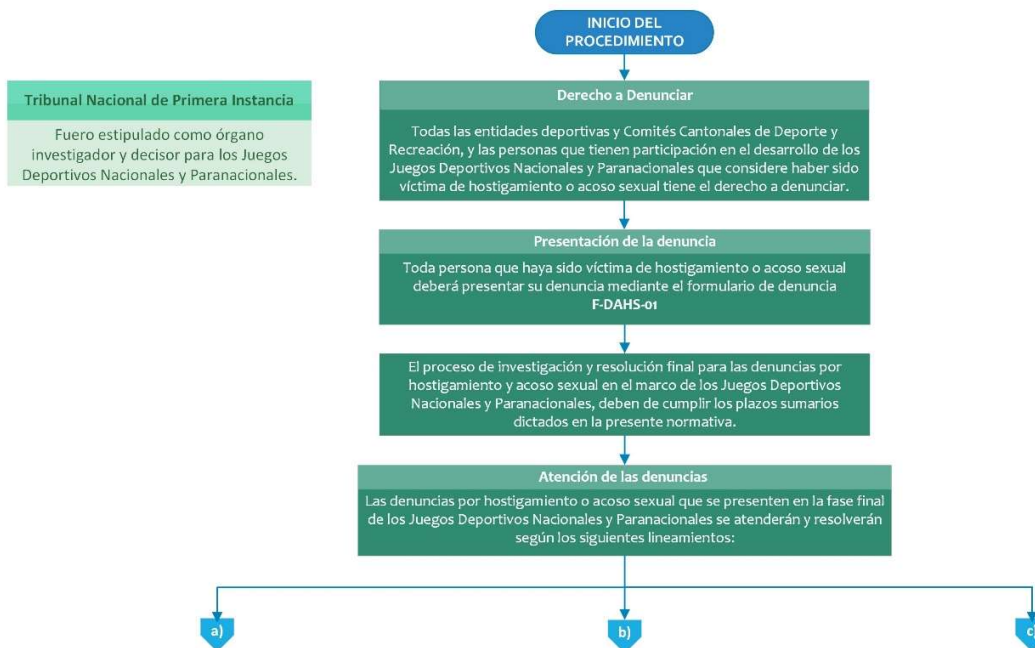 INICIO DEL
PROCEDIMIENTO
Tribunal Nacional de Primera Instancia
Fuero estipulado como órgano
investigador y decisor para los Juegos
Deportivos Nacionales y Paranacionales.
Derecho a Denunciar
Todas las entidades deportivas y Comités Cantonales de Deporte y
Recreación, y las personas que tienen participación en el desarrollo de los
Juegos Deportivos Nacionales y Paranacionales que considere haber sido
víctima de hostigamiento o acoso sexual tiene el derecho a denunciar.
Presentación de la denuncia
Toda persona que haya sido víctima de hostigamiento o acoso sexual
deberá presentar su denuncia mediante el formulario de denuncia
F-DAHS-01
El proceso de investigación y resolución final para las denuncias por
hostigamiento y acoso sexual en el marco de los Juegos Deportivos
Nacionales y Paranacionales, deben de cumplir los plazos sumarios
dictados en la presente normativa.
Atención de las denuncias
Las denuncias por hostigamiento o acoso sexual que se presenten en la fase final
de los Juegos Deportivos Nacionales y Paranacionales se atenderán y resolverán
según los siguientes lineamientos:
a)
b)
c)